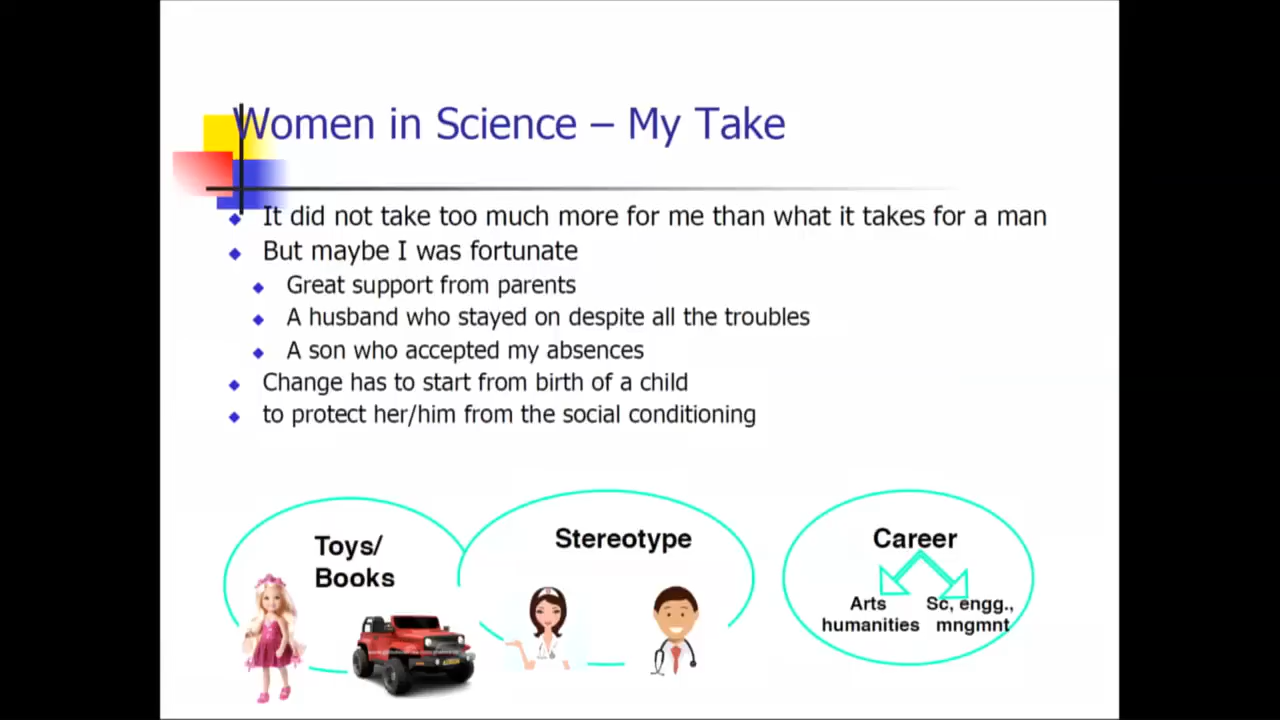 Women in Science – My Take
It did not take too much more for me than what it takes for a man
But maybe I was fortunate
Great support from parents
A husband who stayed on despite all the troubles
A son who accepted my absences
Change has to start from birth of a child
to protect her/him from the social conditioning
Toys/
Books
Stereotype
Career
Arts
humanities
Sc, engg.,
mngmnt